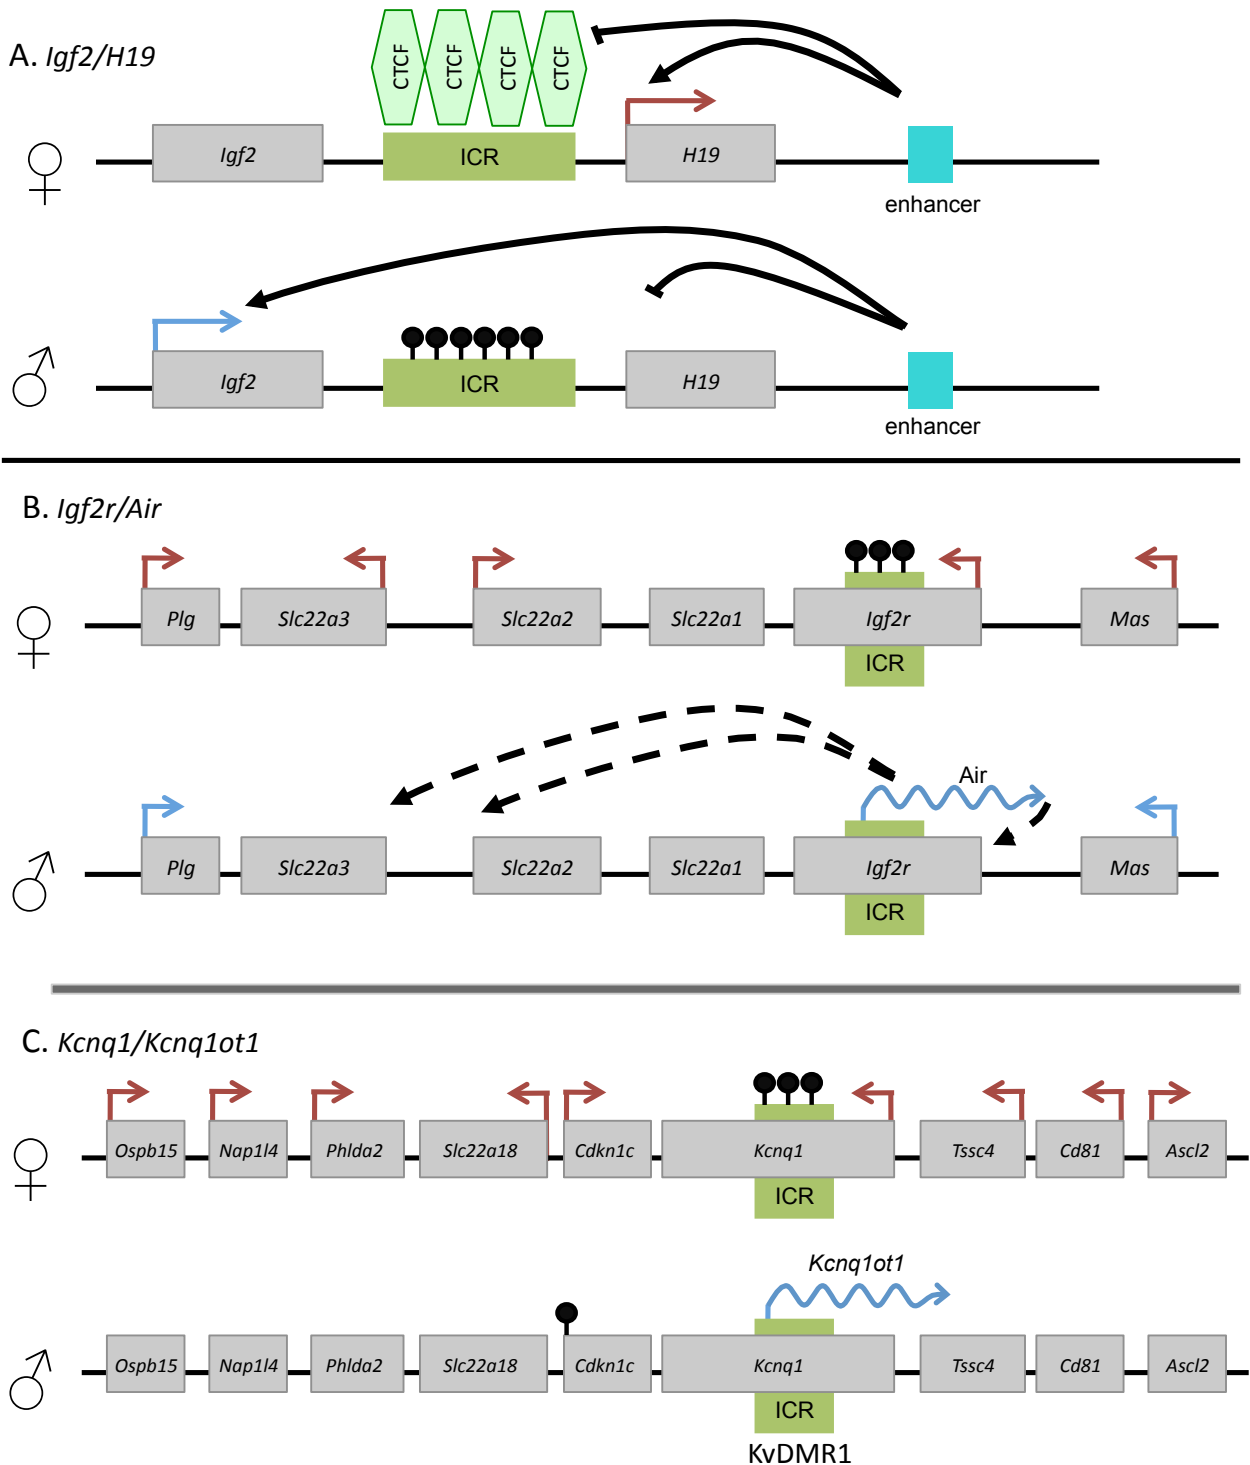 A. Igf2/H19
CTCF CTCF CTCF CTCF
Igf2 ICR H19
enhancer
Igf2 ICR H19
enhancer
B. Igf2r/Air
Plg Slc22a3 Slc22a2 Slc22a1 Igf2r Mas
ICR
Air
Plg Slc22a3 Slc22a2 Slc22a1 Igf2r Mas
ICR
C. Kcnq1/Kcnq1ot1
Ospb15 Nap1l4 Phlda2 Slc22a18 Cdkn1c Kcnq1 Tssc4 Cd81 Ascl2
ICR
Kcnq1ot1
Ospb15 Nap1l4 Phlda2 Slc22a18 Cdkn1c Kcnq1 Tssc4 Cd81 Ascl2
ICR
KvDMR1